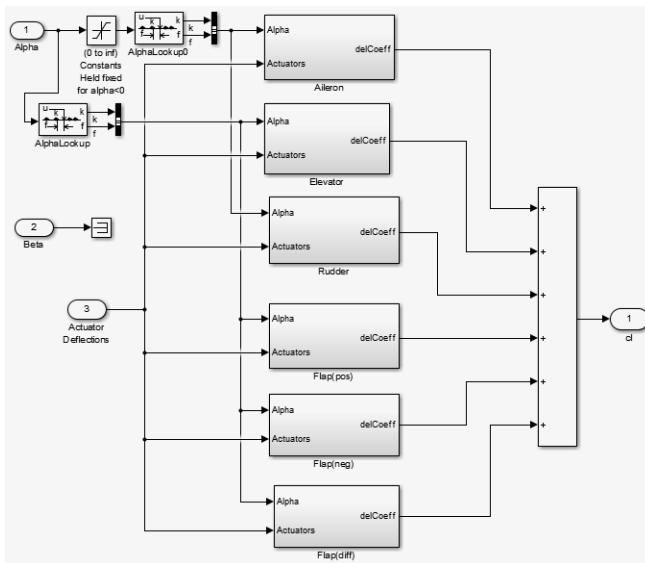 1
Alpha
(0 to inf)
Constants
Held fixed
for alpha<0
u
k
f
k
f
AlphaLookup0
k
f
u
k
f
k
f
AlphaLookup
k
f
Alpha
Actuators
delCoeff
Aileron
Alpha
Actuators
delCoeff
Elevator
2
Beta
Alpha
Actuators
delCoeff
Rudder
3
Actuator
Deflections
Alpha
Actuators
delCoeff
Flap(pos)
Alpha
Actuators
delCoeff
Flap(neg)
Alpha
Actuators
delCoeff
Flap(diff)
+
+
+
+
+
+
1
cl